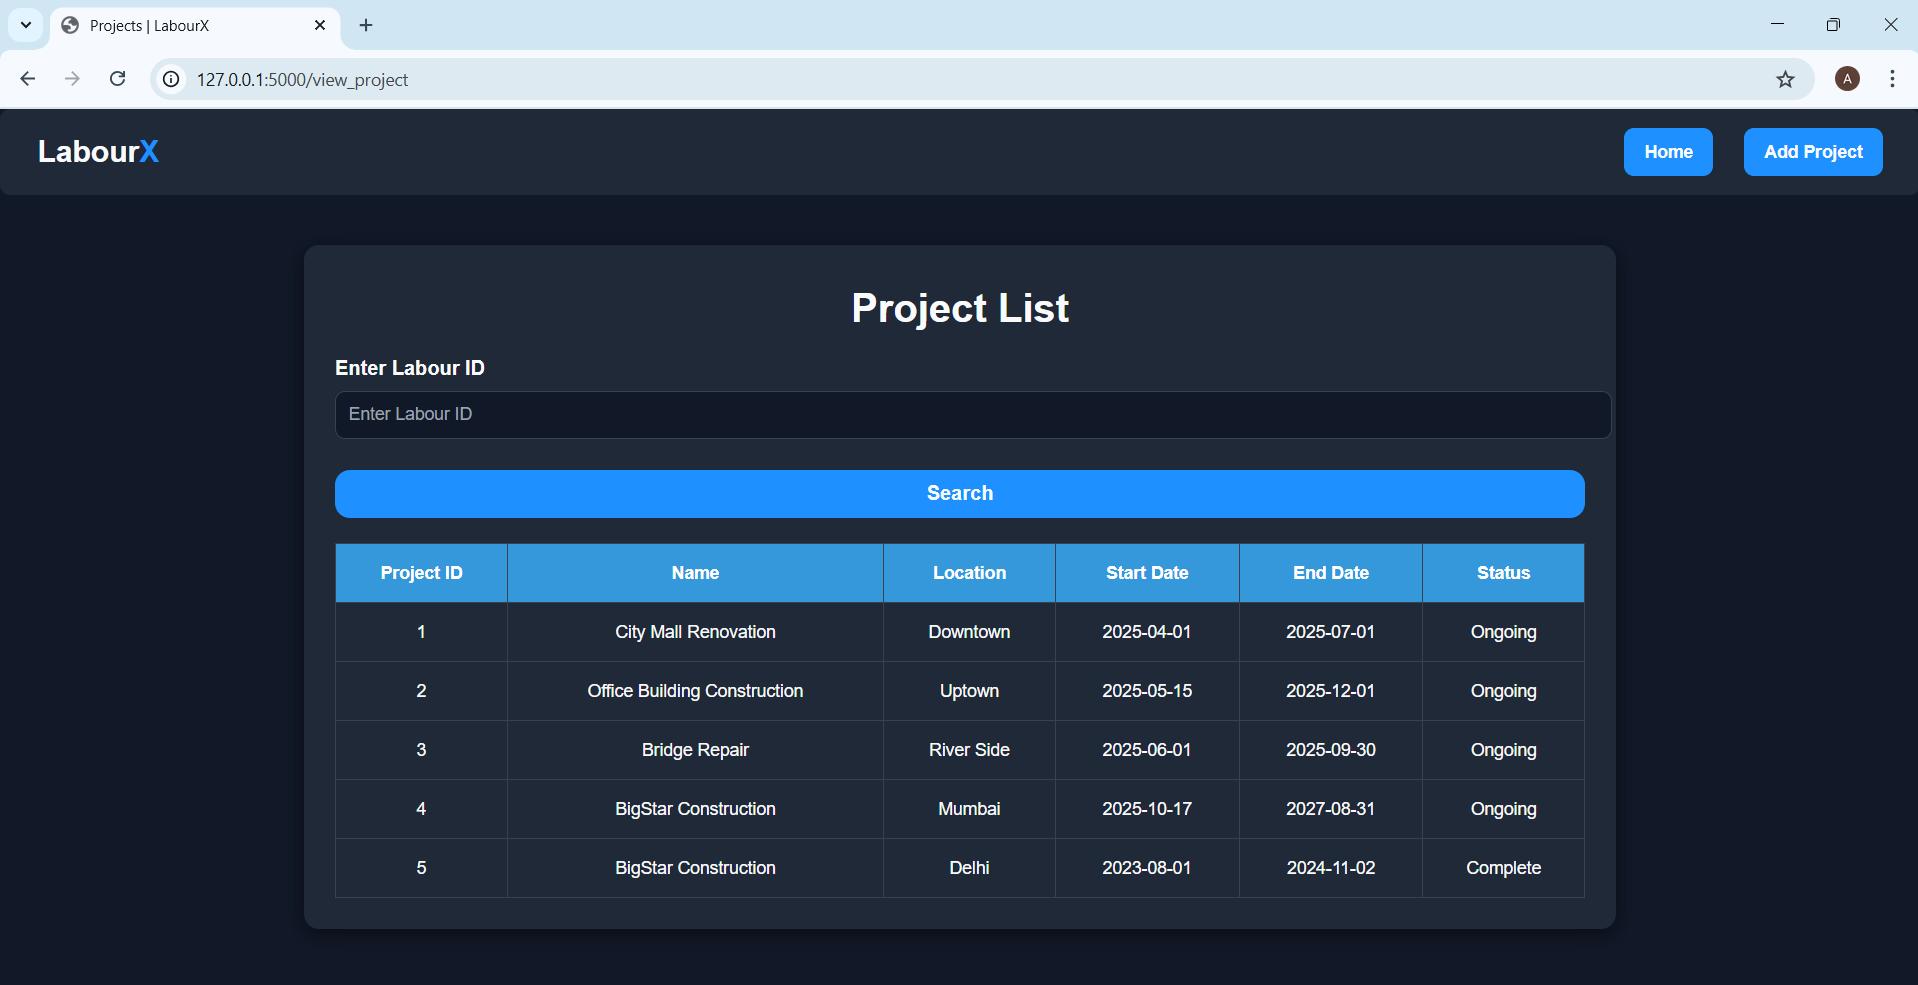 Projects | LabourX
127.0.0.1:5000/view_project
A
LabourX
Home
Add Project
Project List
Enter Labour ID
Enter Labour ID
Search
Project ID Name Location Start Date End Date Status
1 City Mall Renovation Downtown 2025-04-01 2025-07-01 Ongoing
2 Office Building Construction Uptown 2025-05-15 2025-12-01 Ongoing
3 Bridge Repair River Side 2025-06-01 2025-09-30 Ongoing
4 BigStar Construction Mumbai 2025-10-17 2027-08-31 Ongoing
5 BigStar Construction Delhi 2023-08-01 2024-11-02 Complete